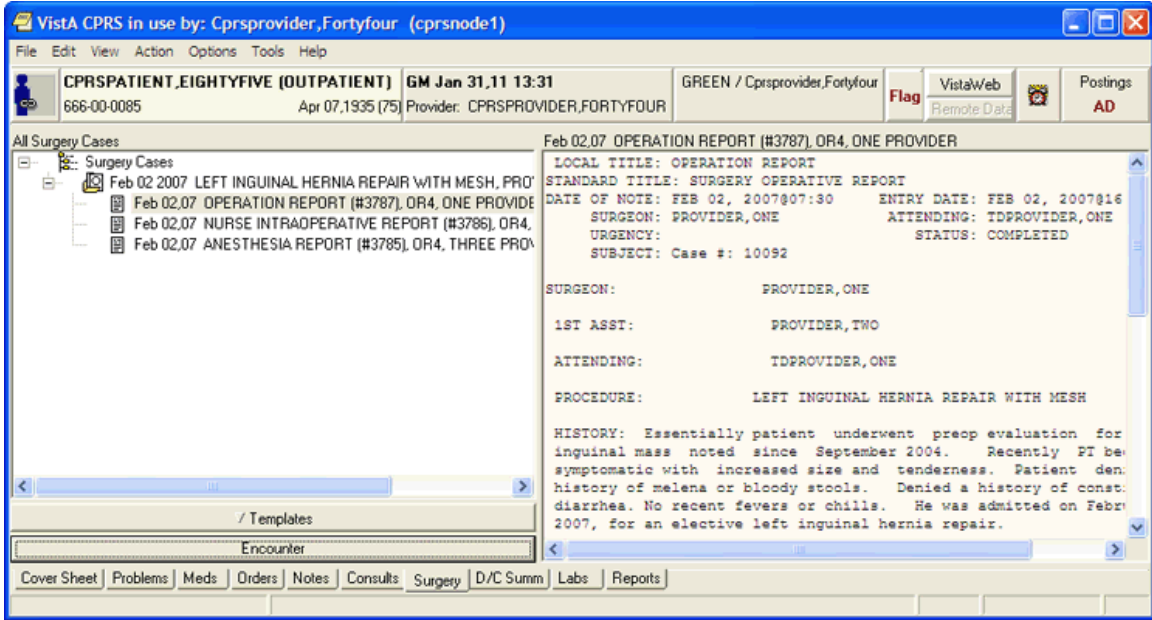 VistA CPRS in use by: Cprsprovider,Fortyfour (cprsnode1)
File Edit View Action Options Tools Help
CPRSPATIENT,EIGHTYFIVE (OUTPATIENT)
666-00-0085 Apr 07,1935 (75)
GM Jan 31,11 13:31
Provider: CPRSPROVIDER,FORTYFOUR
GREEN / Cprsprovider,Fortyfour
Flag
VistaWeb
Remote Data
Postings
AD
All Surgery Cases
Surgery Cases
Feb 02 2007 LEFT INGUINAL HERNIA REPAIR WITH MESH, PRO
Feb 02,07 OPERATION REPORT (#3787), OR4, ONE PROVIDE
Feb 02,07 NURSE INTRAOPERATIVE REPORT (#3786), OR4,
Feb 02,07 ANESTHESIA REPORT (#3785), OR4, THREE PRO
/ Templates
Encounter
Feb 02,07 OPERATION REPORT (#3787), OR4, ONE PROVIDER
LOCAL TITLE: OPERATION REPORT
STANDARD TITLE: SURGERY OPERATIVE REPORT
DATE OF NOTE: FEB 02, 2007@07:30 ENTRY DATE: FEB 02, 2007@16
SURGEON: PROVIDER,ONE ATTENDING: TDPROVIDER,ONE
URGENCY: STATUS: COMPLETED
SUBJECT: Case #: 10092
SURGEON: PROVIDER,ONE
1ST ASST: PROVIDER,TWO
ATTENDING: TDPROVIDER,ONE
PROCEDURE: LEFT INGUINAL HERNIA REPAIR WITH MESH
HISTORY: Essentially patient underwent preop evaluation for
inguinal mass noted since September 2004. Recently PT be
symptomatic with increased size and tenderness. Patient den
history of melena or bloody stools. Denied a history of const
diarrhea. No recent fevers or chills. He was admitted on Febr
2007, for an elective left inguinal hernia repair.
Cover Sheet Problems Meds Orders Notes Consults Surgery D/C Summ Labs Reports